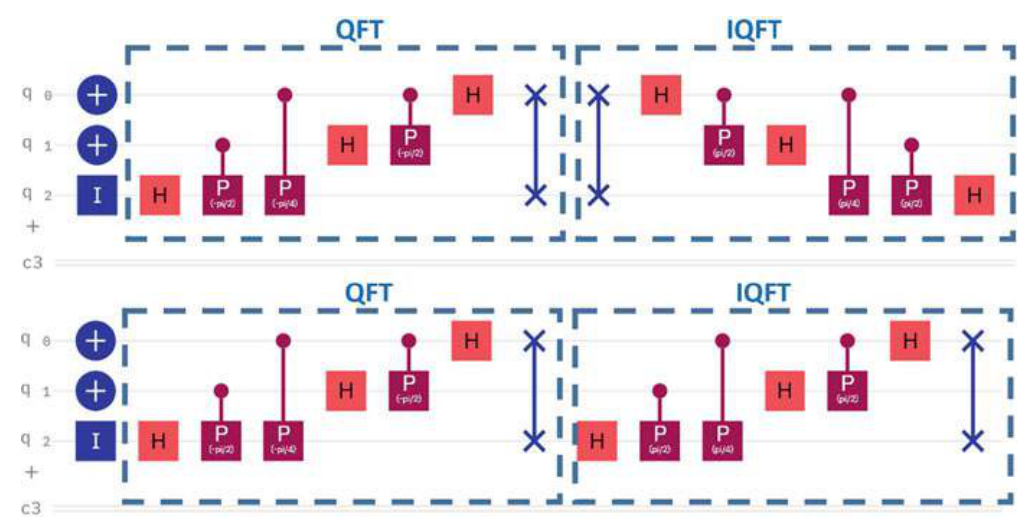 QFT IQFT
q 0 H H
q 1 H P (-pi/2) P (pi/2) H
q 2 I H P (-pi/2) P (-pi/4) P (pi/4) P (pi/2) H
+
c3
QFT IQFT
q 0 H H
q 1 H P (-pi/2) H P (pi/2)
q 2 I H P (-pi/2) P (-pi/4) H P (pi/2) P (pi/4)
+
c3